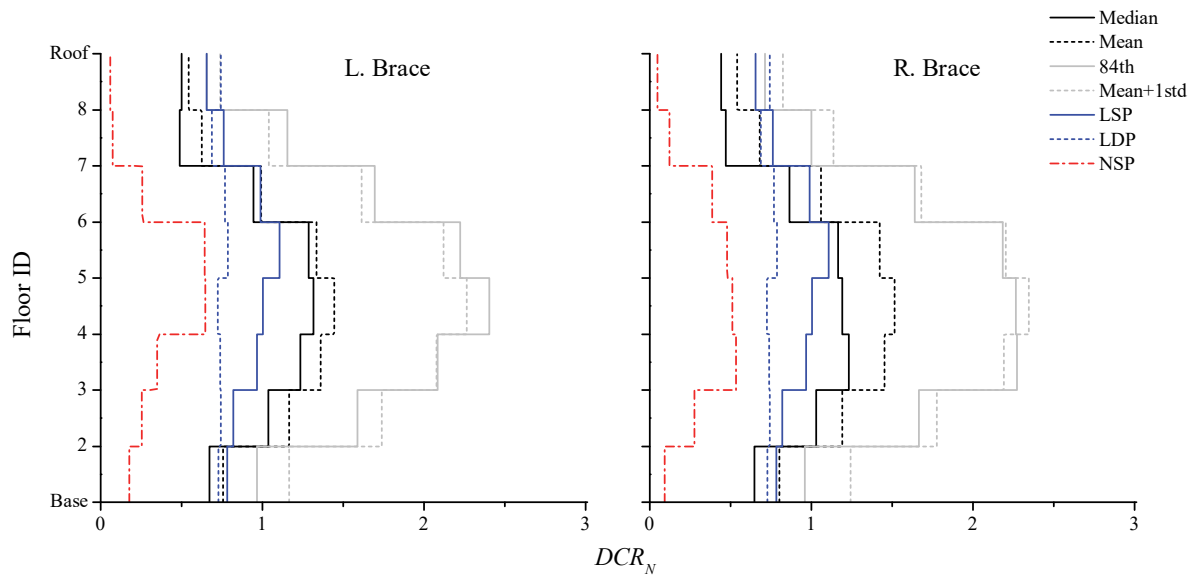 Median
Mean
84th
Mean+1std
LSP
LDP
NSP
L. Brace
R. Brace
Roof
8
7
6
5
4
3
2
Base
Floor ID
0 1 2 3
0 1 2 3
DCR_N